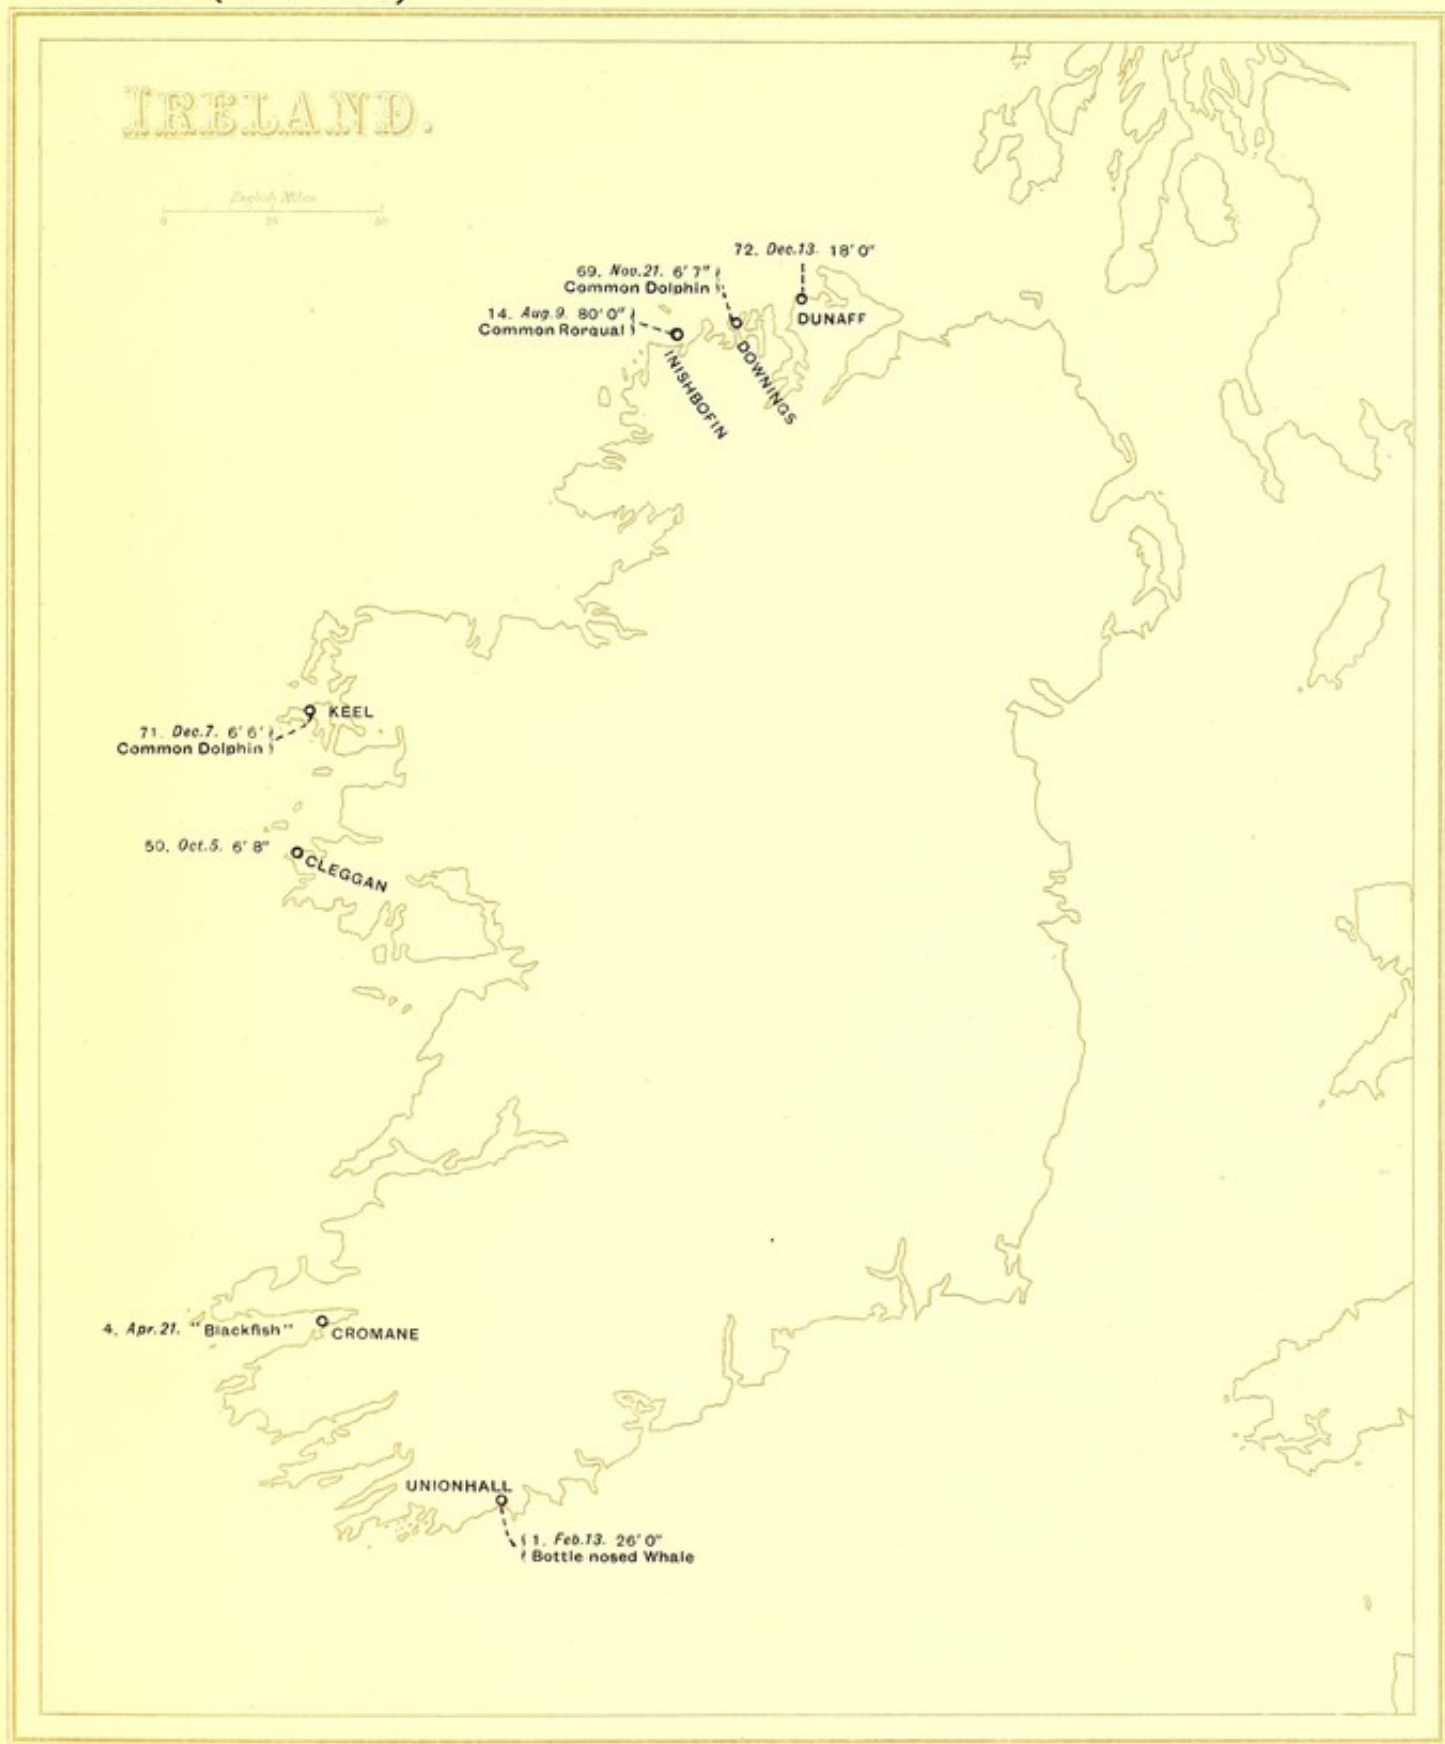 IRELAND.
English Miles
0
72. Dec.13. 18' 0"
69. Nov.21. 6' 7"
Common Dolphin
14. Aug.9. 80' 0"
Common Rorqual
DUNAFF
DOWNINGS
INISHBOFIN
KEEL
71. Dec.7. 6' 6'
Common Dolphin
50. Oct.5. 6' 8"
CLEGGAN
4. Apr.21. "Blackfish"
CROMANE
UNIONHALL
1. Feb.13. 26' 0"
Bottle nosed Whale